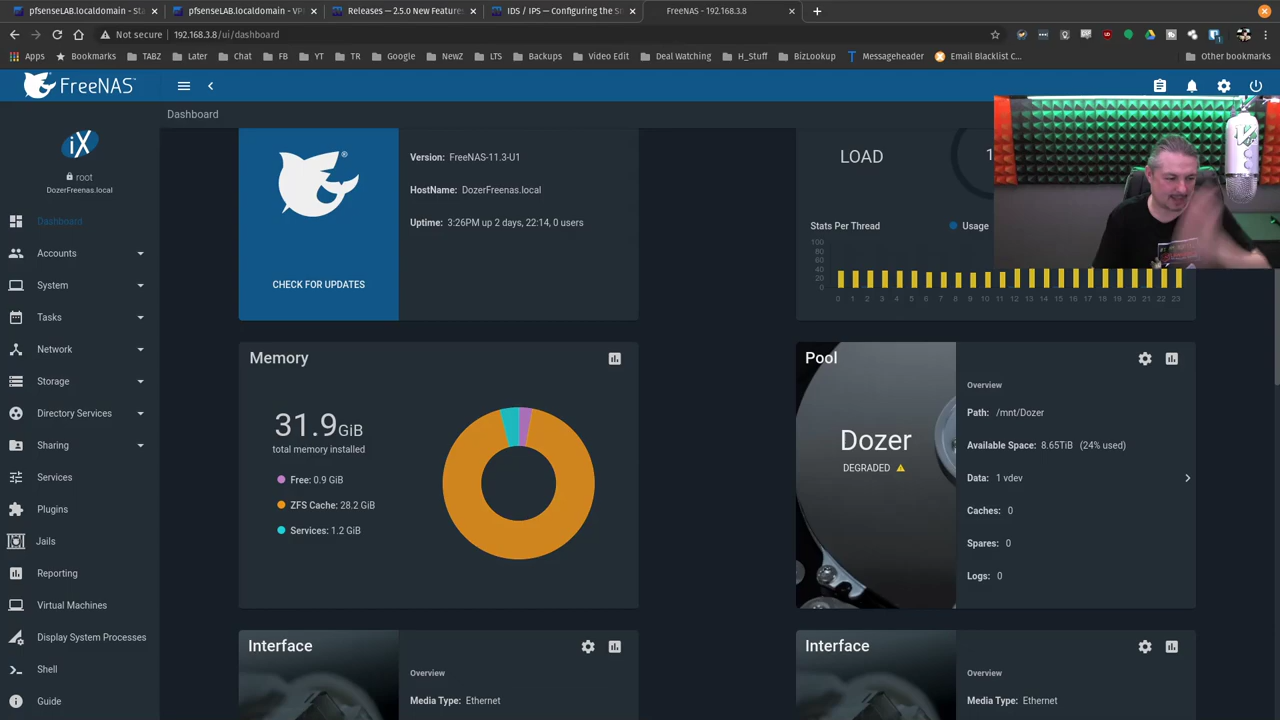 pfsenseLAB.localdomain - Sta
pfsenseLAB.localdomain - VPN
Releases — 2.5.0 New Features
IDS / IPS — Configuring the Sn
FreeNAS - 192.168.3.8
Not secure
192.168.3.8/ui/dashboard
Apps
Bookmarks
TABZ
Later
Chat
FB
YT
TR
Google
NewZ
LTS
Backups
Video Edit
Deal Watching
H_Stuff
BizLookup
Messageheader
Email Blacklist C...
Other bookmarks
FreeNAS®
Dashboard
iX
root
DozerFreenas.local
Dashboard
Accounts
System
Tasks
Network
Storage
Directory Services
Sharing
Services
Plugins
Jails
Reporting
Virtual Machines
Display System Processes
Shell
Guide
CHECK FOR UPDATES
Version: FreeNAS-11.3-U1
HostName: DozerFreenas.local
Uptime: 3:26PM up 2 days, 22:14, 0 users
LOAD
1
Stats Per Thread
Usage
100
80
60
40
20
0
0 1 2 3 4 5 6 7 8 9 10 11 12 13 14 15 16 17 18 19 20 21 22 23
Memory
31.9GiB
total memory installed
Free: 0.9 GiB
ZFS Cache: 28.2 GiB
Services: 1.2 GiB
Pool
Dozer
DEGRADED
Overview
Path: /mnt/Dozer
Available Space: 8.65TiB (24% used)
Data: 1 vdev
Caches: 0
Spares: 0
Logs: 0
Interface
Overview
Media Type: Ethernet
Interface
Overview
Media Type: Ethernet